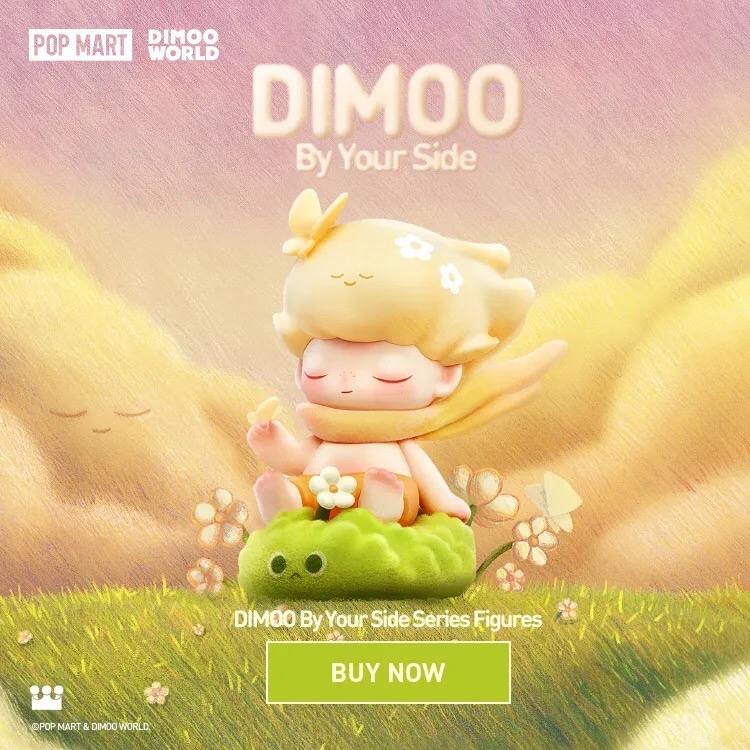 POP MART
DIMOO
WORLD
DIMOO
By Your Side
DIMOO By Your Side Series Figures
BUY NOW
©POP MART & DIMOO WORLD.